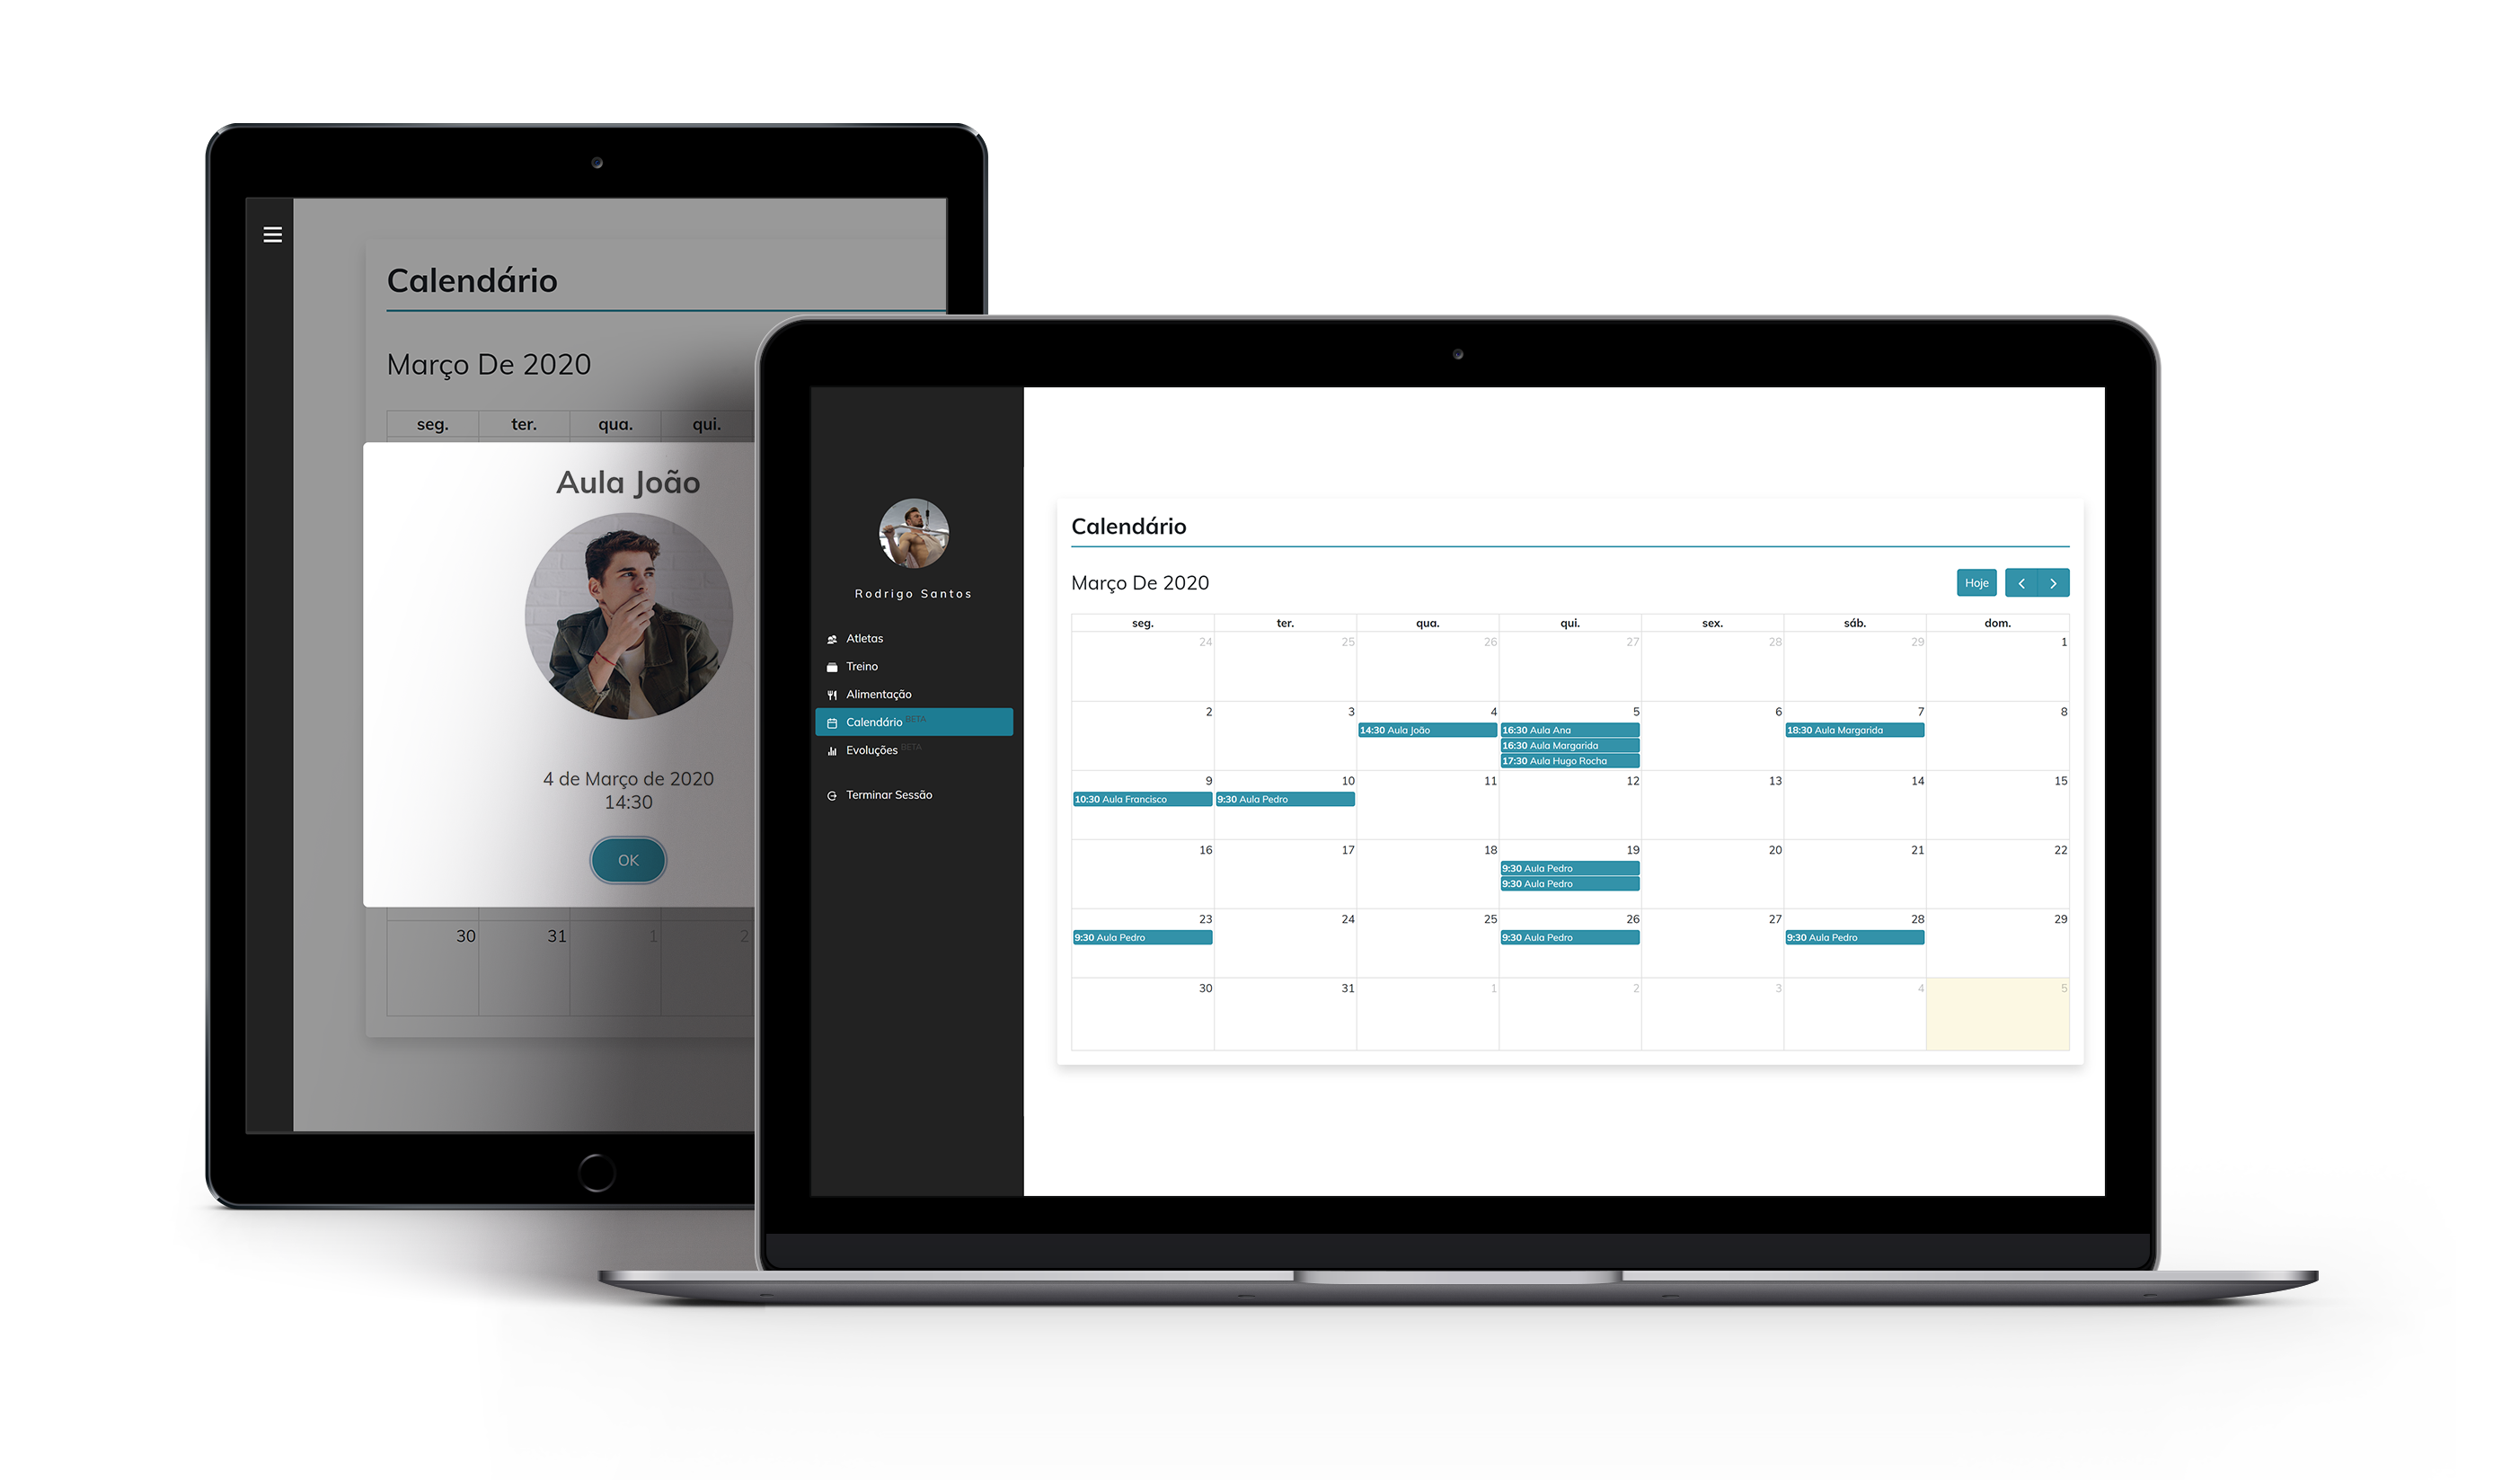 Calendário
Março De 2020
seg. ter. qua. qui.
Aula João
4 de Março de 2020
14:30
OK
30 31 1 2
Rodrigo Santos
Atletas
Treino
Alimentação
Calendário BETA
Evoluções BETA
Terminar Sessão
Calendário
Março De 2020
Hoje
seg. ter. qua. qui. sex. sáb. dom.
24 25 26 27 28 29 1
2 3 4 5 6 7 8
14:30 Aula João 16:30 Aula Ana 18:30 Aula Margarida
16:30 Aula Margarida
17:30 Aula Hugo Rocha
9 10 11 12 13 14 15
10:30 Aula Francisco 9:30 Aula Pedro
16 17 18 19 20 21 22
9:30 Aula Pedro
9:30 Aula Pedro
23 24 25 26 27 28 29
9:30 Aula Pedro 9:30 Aula Pedro 9:30 Aula Pedro
30 31 1 2 3 4 5